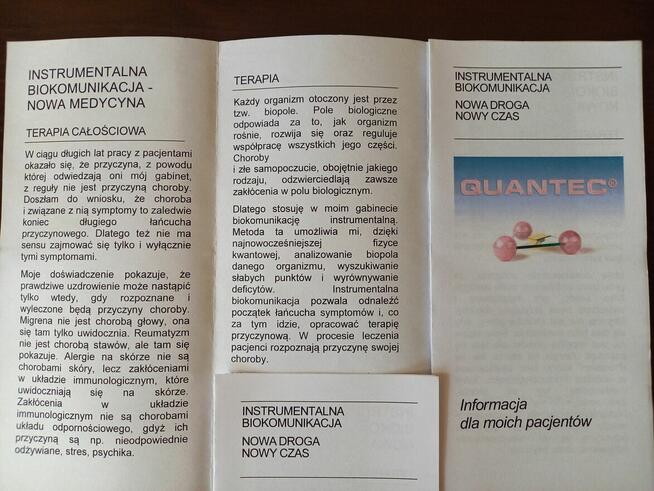 INSTRUMENTALNA
BIOKOMUNIKACJA -
NOWA MEDYCYNA
TERAPIA CAŁOŚCIOWA
W ciągu długich lat pracy z pacjentami
okazało się, że przyczyna, z powodu
której odwiedzają oni mój gabinet,
z reguły nie jest przyczyną choroby.
Doszłam do wniosku, że choroba
i związane z nią symptomy to zaledwie
koniec długiego łańcucha
przyczynowego. Dlatego też nie ma
sensu zajmować się tylko i wyłącznie
tymi symptomami.
Moje doświadczenie pokazuje, że
prawdziwe uzdrowienie może nastąpić
tylko wtedy, gdy rozpoznane i
wyleczone będą przyczyny choroby.
Migrena nie jest chorobą głowy, ona
się tam tylko uwidocznia. Reumatyzm
nie jest chorobą stawów, ale tam się
pokazuje. Alergie na skórze nie są
chorobami skóry, lecz zakłóceniami
w układzie immunologicznym, które
uwidoczniają się na skórze.
Zakłócenia w układzie
immunologicznym nie są chorobami
układu odpornościowego, gdyż ich
przyczyną są np. nieodpowiednie
odżywiane, stres, psychika.
TERAPIA
Każdy organizm otoczony jest przez
tzw. biopole. Pole biologiczne
odpowiada za to, jak organizm
rośnie, rozwija się oraz reguluje
współpracę wszystkich jego części.
Choroby
i złe samopoczucie, obojętnie jakiego
rodzaju, odzwierciedlają zawsze
zakłócenia w polu biologicznym.
Dlatego stosuję w moim gabinecie
biokomunikację instrumentalną.
Metoda ta umożliwia mi, dzięki
najnowocześniejszej fizyce
kwantowej, analizowanie biopola
danego organizmu, wyszukiwanie
słabych punktów i wyrównywanie
deficytów. Instrumentalna
biokomunikacja pozwala odnaleźć
początek łańcucha symptomów i, co
za tym idzie, opracować terapię
przyczynową. W procesie leczenia
pacjenci rozpoznają przyczynę swojej
choroby.
INSTRUMENTALNA
BIOKOMUNIKACJA
NOWA DROGA
NOWY CZAS
INSTRUMENTALNA
BIOKOMUNIKACJA
NOWA DROGA
NOWY CZAS
QUANTEC®
Informacja
dla moich pacjentów